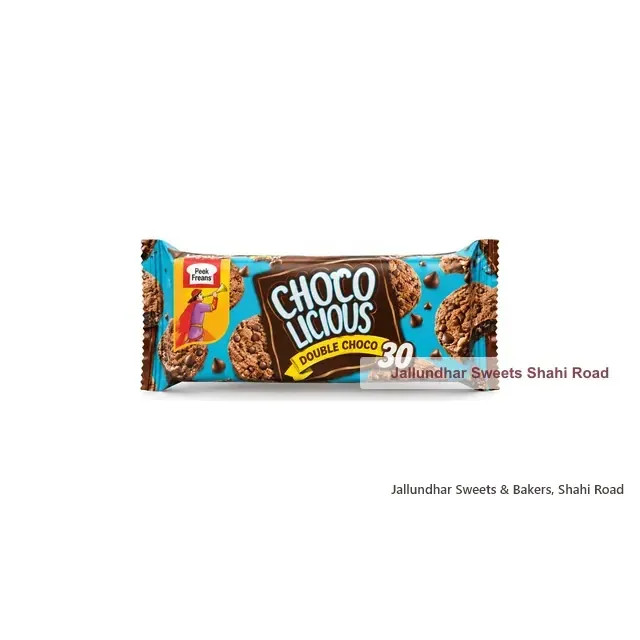 Peek
Freans
CHOCO
LICIOUS
DOUBLE CHOCO
30
Jallundhar Sweets Shahi Road
Jallundhar Sweets & Bakers, Shahi Road